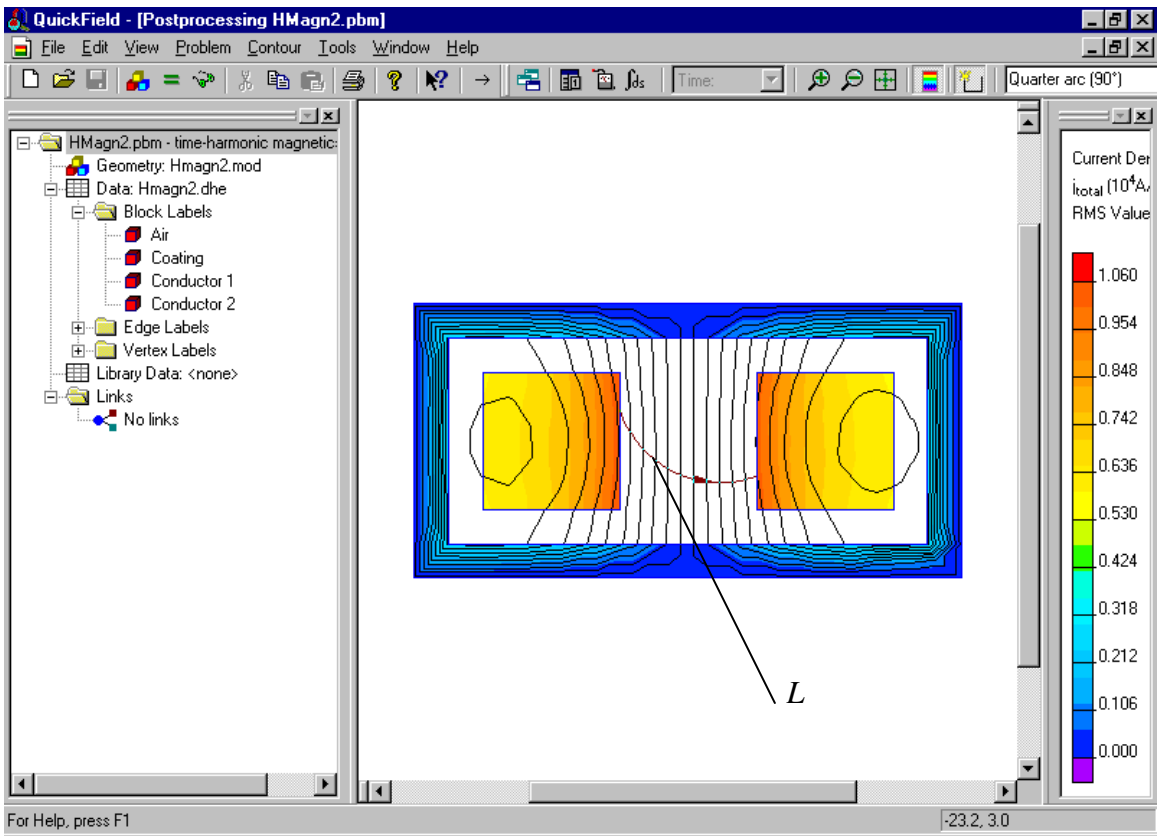 QuickField - [Postprocessing HMagn2.pbm]
File Edit View Problem Contour Tools Window Help
Time:
Quarter arc (90°)
HMagn2.pbm - time-harmonic magnetic
Geometry: Hmagn2.mod
Data: Hmagn2.dhe
Block Labels
Air
Coating
Conductor 1
Conductor 2
Edge Labels
Vertex Labels
Library Data: <none>
Links
No links
L
Current Der
itotal (10⁴A/
RMS Value
1.060
0.954
0.848
0.742
0.636
0.530
0.424
0.318
0.212
0.106
0.000
For Help, press F1
-23.2, 3.0